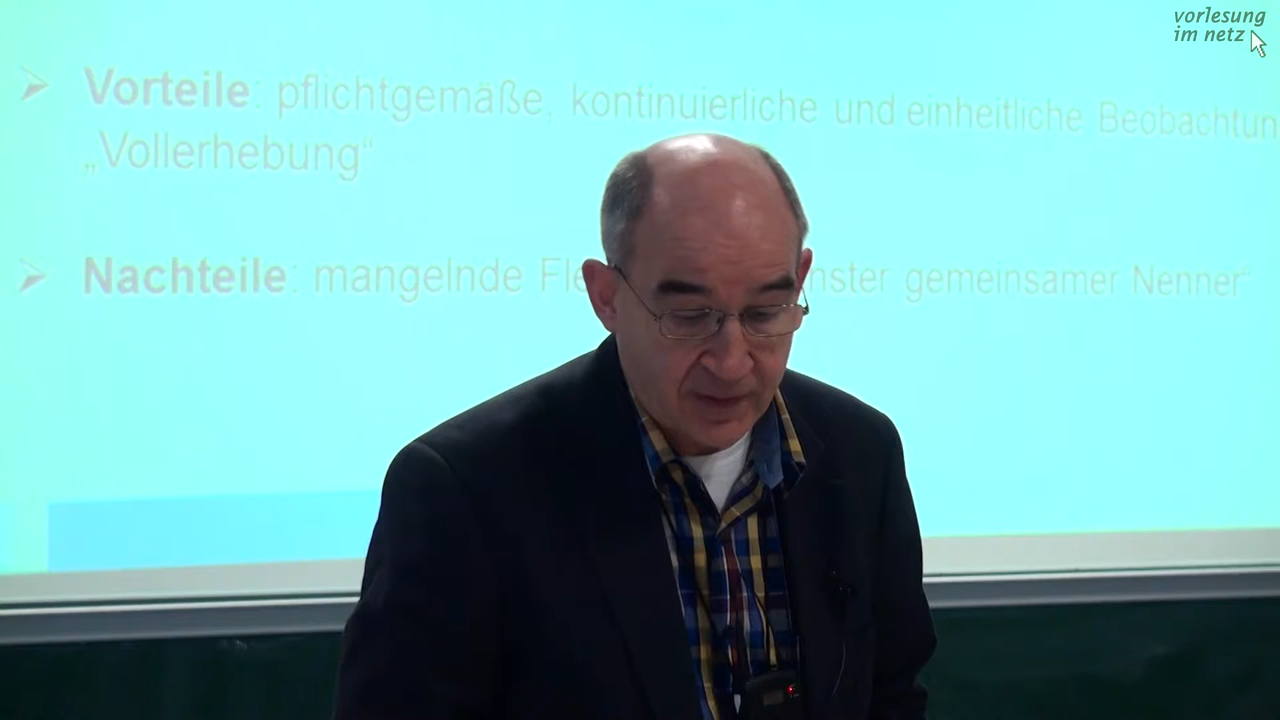 vorlesung
im netz
Vorteile: pflichtgemäße, kontinuierliche und einheitliche Beobachtun
„Vollerhebung“
Nachteile: mangelnde Fle nster gemeinsamer Nenner“